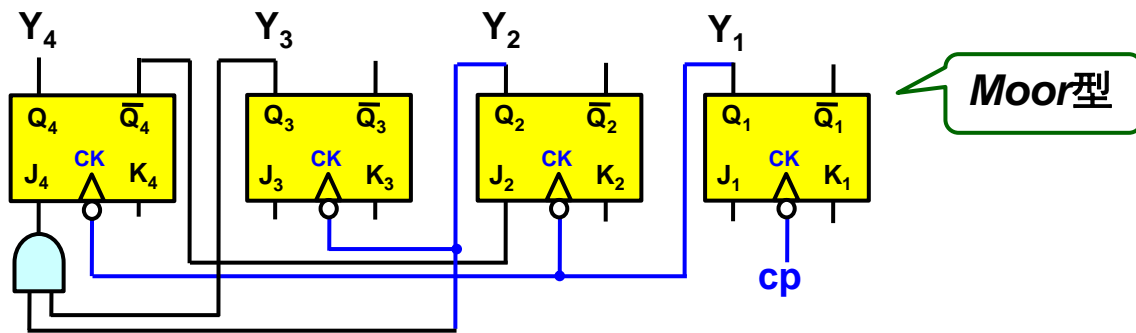 Y₄ Y₃ Y₂ Y₁
Moor型
Q₄ Q̅₄ Q₃ Q̅₃ Q₂ Q̅₂ Q₁ Q̅₁
CK CK CK CK
J₄ K₄ J₃ K₃ J₂ K₂ J₁ K₁
cp